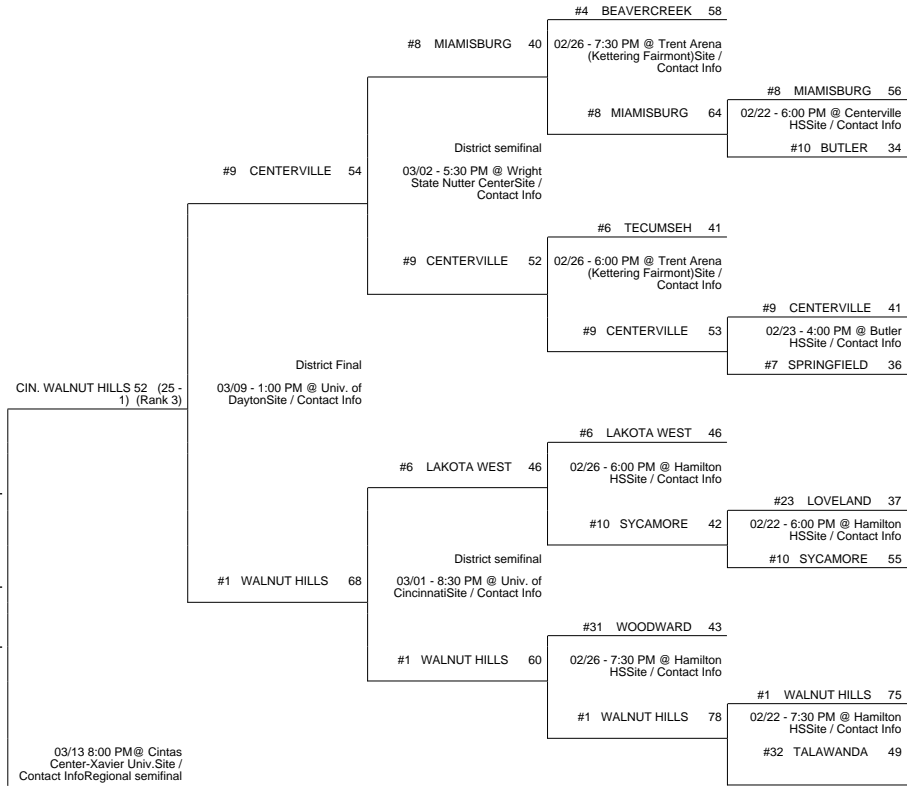 #4 BEAVERCREEK 58
#8 MIAMISBURG 40
02/26 - 7:30 PM @ Trent Arena
(Kettering Fairmont)Site /
Contact Info
#8 MIAMISBURG 56
#8 MIAMISBURG 64
02/22 - 6:00 PM @ Centerville
HSSite / Contact Info
#10 BUTLER 34
District semifinal
#9 CENTERVILLE 54
03/02 - 5:30 PM @ Wright
State Nutter CenterSite /
Contact Info
#6 TECUMSEH 41
#9 CENTERVILLE 52
02/26 - 6:00 PM @ Trent Arena
(Kettering Fairmont)Site /
Contact Info
#9 CENTERVILLE 41
#9 CENTERVILLE 53
02/23 - 4:00 PM @ Butler
HSSite / Contact Info
#7 SPRINGFIELD 36
District Final
CIN. WALNUT HILLS 52 (25 -
1) (Rank 3)
03/09 - 1:00 PM @ Univ. of
DaytonSite / Contact Info
#6 LAKOTA WEST 46
#6 LAKOTA WEST 46
02/26 - 6:00 PM @ Hamilton
HSSite / Contact Info
#23 LOVELAND 37
#10 SYCAMORE 42
02/22 - 6:00 PM @ Hamilton
HSSite / Contact Info
#10 SYCAMORE 55
District semifinal
#1 WALNUT HILLS 68
03/01 - 8:30 PM @ Univ. of
CincinnatiSite / Contact Info
#31 WOODWARD 43
#1 WALNUT HILLS 60
02/26 - 7:30 PM @ Hamilton
HSSite / Contact Info
#1 WALNUT HILLS 75
#1 WALNUT HILLS 78
02/22 - 7:30 PM @ Hamilton
HSSite / Contact Info
#32 TALAWANDA 49
03/13 8:00 PM@ Cintas
Center-Xavier Univ.Site /
Contact InfoRegional semifinal